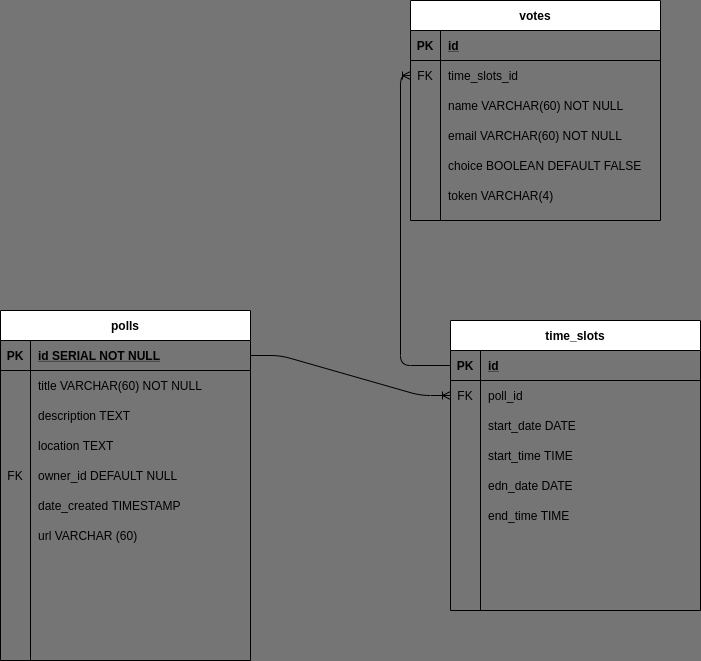 votes
PK id
FK time_slots_id
name VARCHAR(60) NOT NULL
email VARCHAR(60) NOT NULL
choice BOOLEAN DEFAULT FALSE
token VARCHAR(4)
polls
PK id SERIAL NOT NULL
title VARCHAR(60) NOT NULL
description TEXT
location TEXT
FK owner_id DEFAULT NULL
date_created TIMESTAMP
url VARCHAR (60)
time_slots
PK id
FK poll_id
start_date DATE
start_time TIME
edn_date DATE
end_time TIME